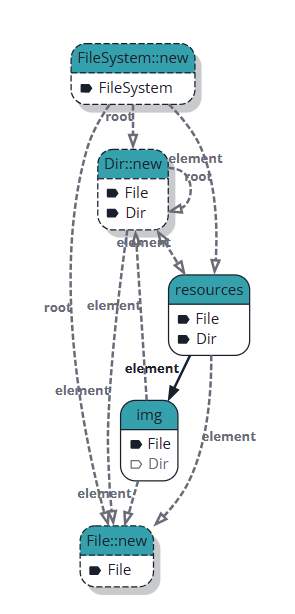 FileSystem::new
FileSystem
root
Dir::new
element
root
File
Dir
element
resources
root
element
File
Dir
element
element
img
element
File
Dir
element
File::new
File